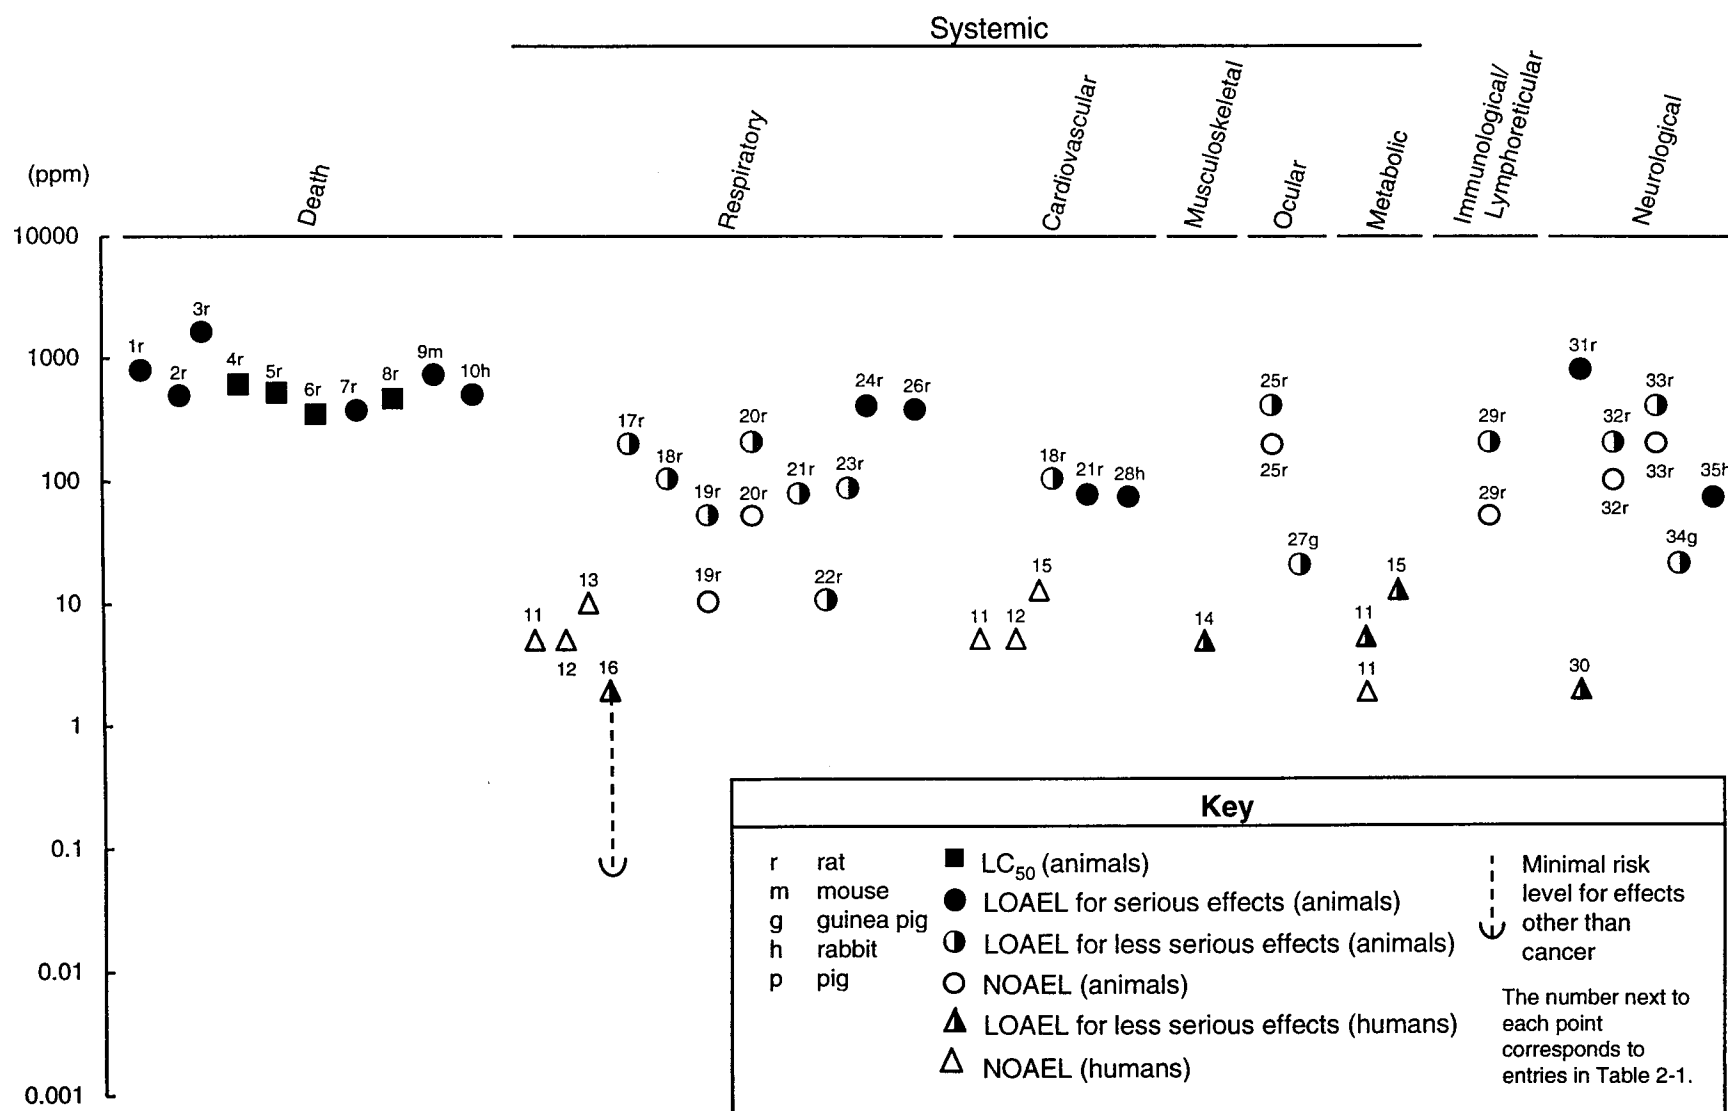 Systemic
(ppm)
Death
Respiratory
Cardiovascular
Musculoskeletal
Ocular
Metabolic
Immunological/
Lymphoreticular
Neurological
10000
1000
100
10
1
0.1
0.01
0.001
1r
2r
3r
4r
5r
6r
7r
8r
9m
10h
11
12
13
16
17r
18r
19r
19r
20r
20r
21r
22r
23r
24r
26r
11
12
15
18r
21r
28h
14
25r
25r
27g
11
11
15
29r
29r
30
31r
32r
32r
33r
33r
34g
35h
Key
r rat
m mouse
g guinea pig
h rabbit
p pig
LC50 (animals)
LOAEL for serious effects (animals)
LOAEL for less serious effects (animals)
NOAEL (animals)
LOAEL for less serious effects (humans)
NOAEL (humans)
Minimal risk
level for effects
other than
cancer
The number next to
each point
corresponds to
entries in Table 2-1.